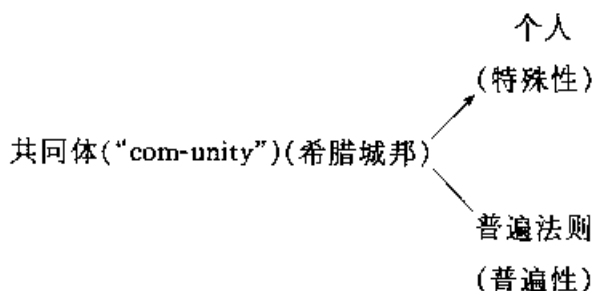 个人
(特殊性)
共同体(“com-unity”)(希腊城邦)
普遍法则
(普遍性)